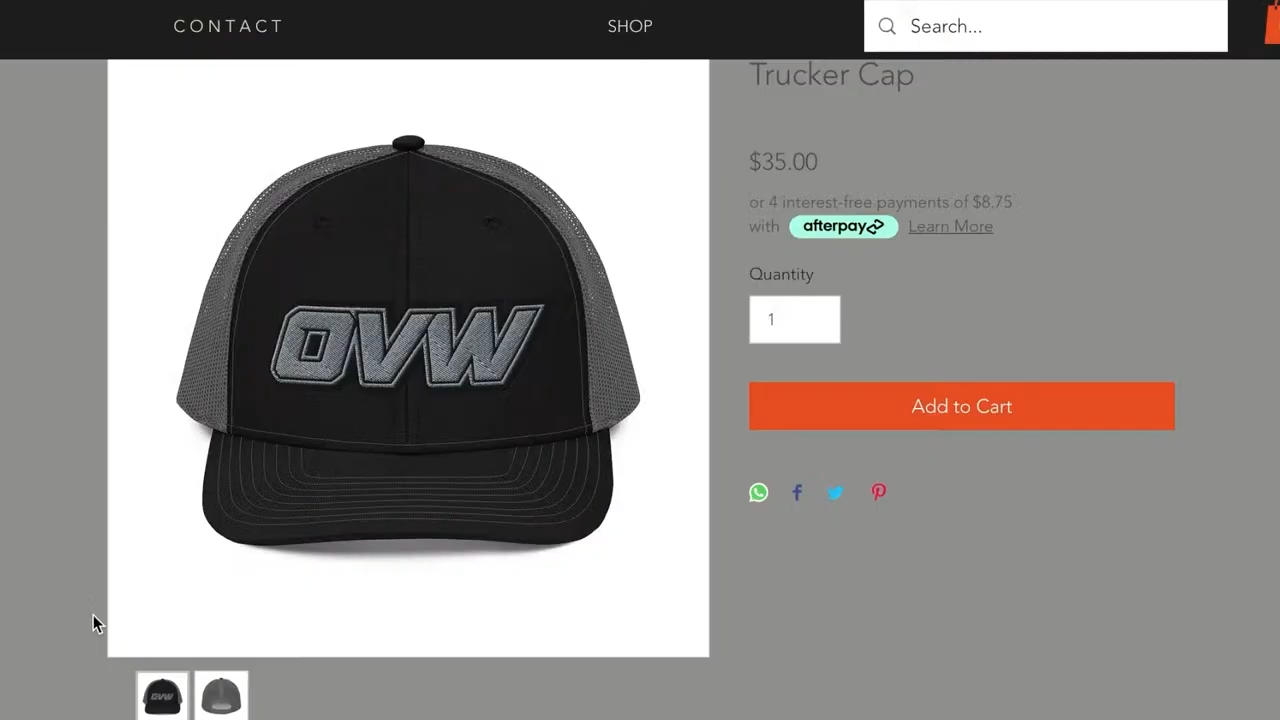 CONTACT
SHOP
Search...
Trucker Cap
$35.00
or 4 interest-free payments of $8.75
with afterpay Learn More
Quantity
1
Add to Cart
OVW
OVW